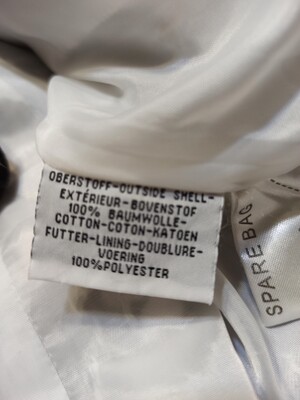 OBERSTOFF-OUTSIDE SHELL-
EXTÉRIEUR-BOVENSTOF
100% BAUMWOLLE-
COTTON-COTON-KATOEN
FUTTER-LINING-DOUBLURE-
VOERING
100%POLYESTER
SPARE BAG